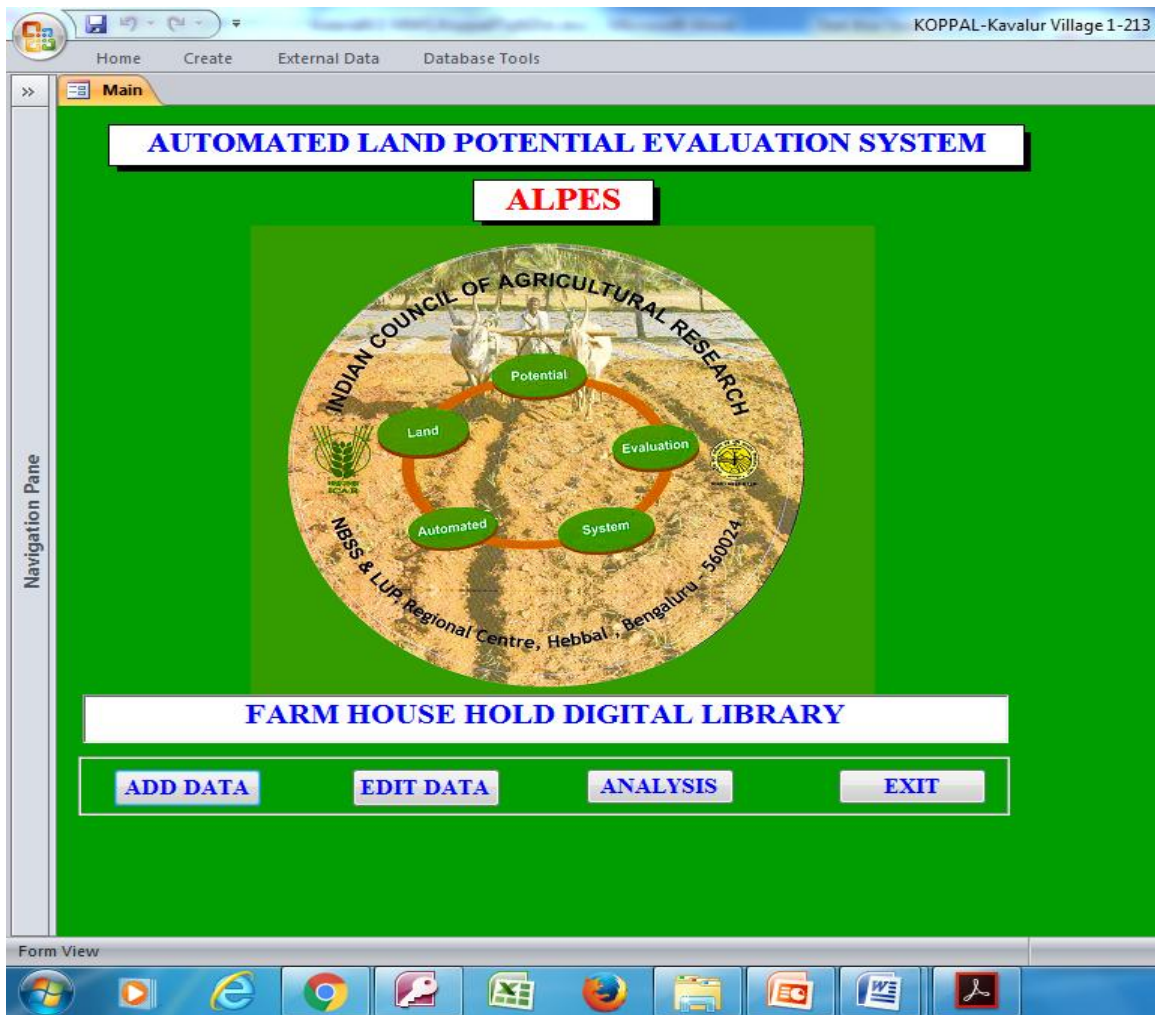 KOPPAL-Kavalur Village 1-213
Home Create External Data Database Tools
Main
AUTOMATED LAND POTENTIAL EVALUATION SYSTEM
ALPES
INDIAN COUNCIL OF AGRICULTURAL RESEARCH
Potential
Land
Evaluation
ICAR
Automated
System
NBSS & LUP, Regional Centre, Hebbal , Bengaluru - 560024
Navigation Pane
FARM HOUSE HOLD DIGITAL LIBRARY
ADD DATA EDIT DATA ANALYSIS EXIT
Form View